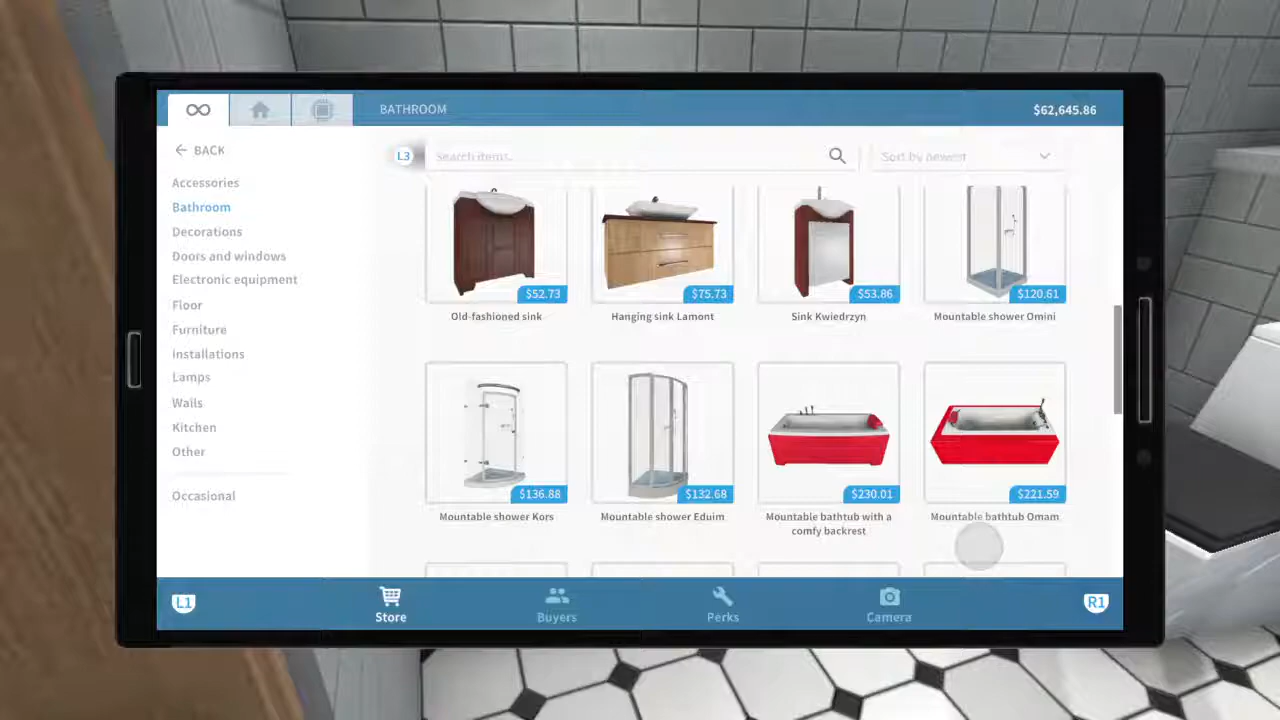 BATHROOM
$62,645.86
BACK
L3
Search items..
Sort by newest
Accessories
Bathroom
Decorations
Doors and windows
Electronic equipment
Floor
Furniture
Installations
Lamps
Walls
Kitchen
Other
Occasional
$52.73
$75.73
$53.86
$120.61
Old-fashioned sink
Hanging sink Lamont
Sink Kwiedrzyn
Mountable shower Omini
$136.88
$132.68
$230.01
$221.59
Mountable shower Kors
Mountable shower Eduim
Mountable bathtub with a
comfy backrest
Mountable bathtub Omam
L1
Store
Buyers
Perks
Camera
R1